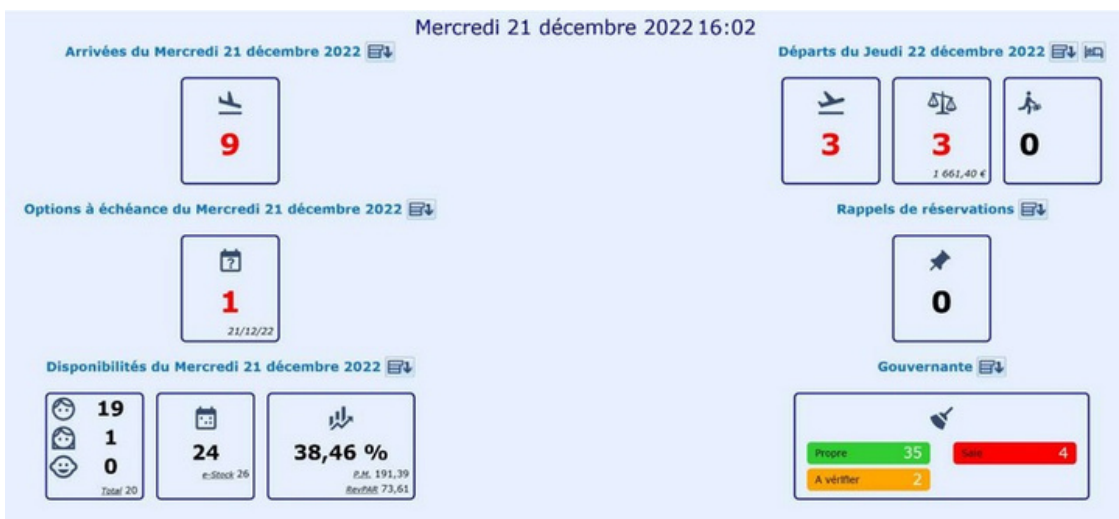 Mercredi 21 décembre 2022 16:02
Arrivées du Mercredi 21 décembre 2022
9
Départs du Jeudi 22 décembre 2022
3
3
1 661,40 €
0
Options à échéance du Mercredi 21 décembre 2022
?
1
21/12/22
Rappels de réservations
0
Disponibilités du Mercredi 21 décembre 2022
19
1
0
Total 20
24
e-Stock 26
38,46 %
P.M. 191,39
RevPAR 73,61
Gouvernante
Propre 35
Sale 4
A vérifier 2